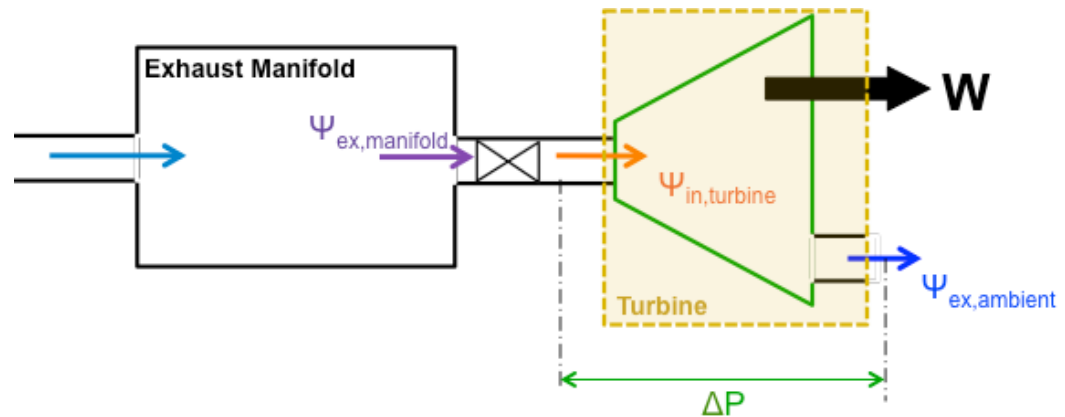 Exhaust Manifold
W
Ψex,manifold
Ψin,turbine
Ψex,ambient
Turbine
ΔP